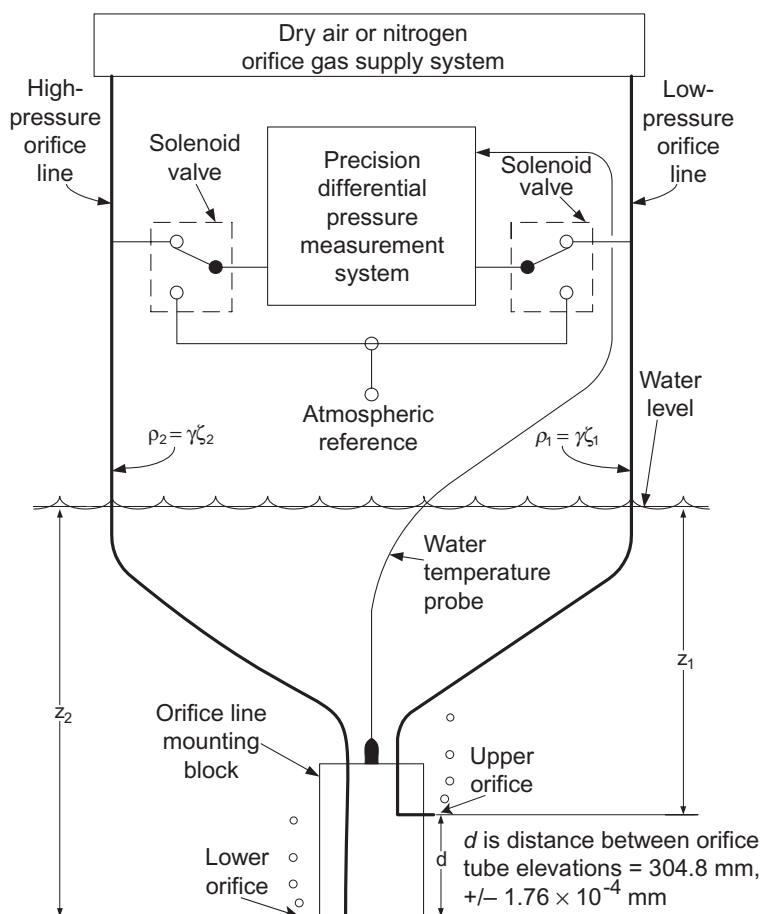 Dry air or nitrogen
orifice gas supply system
High-
pressure
orifice
line
Low-
pressure
orifice
line
Solenoid
valve
Precision
differential
pressure
measurement
system
Solenoid
valve
Atmospheric
reference
Water
level
ρ₂ = γζ₂
ρ₁ = γζ₁
Water
temperature
probe
z₂
z₁
Orifice line
mounting
block
Upper
orifice
Lower
orifice
d
d is distance between orifice
tube elevations = 304.8 mm,
+/– 1.76 × 10⁻⁴ mm